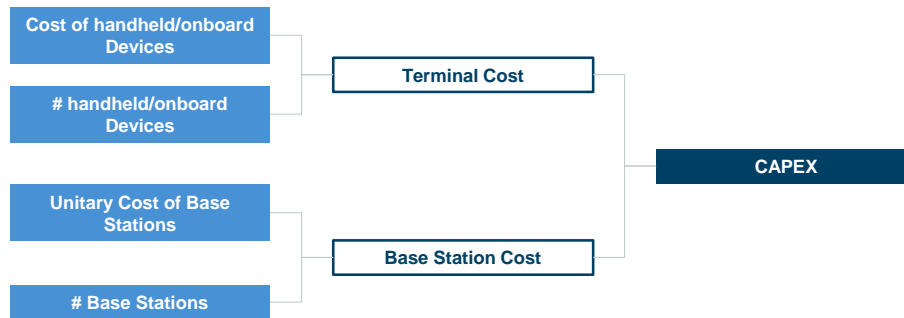 Cost of handheld/onboard
Devices
Terminal Cost
# handheld/onboard
Devices
CAPEX
Unitary Cost of Base
Stations
Base Station Cost
# Base Stations